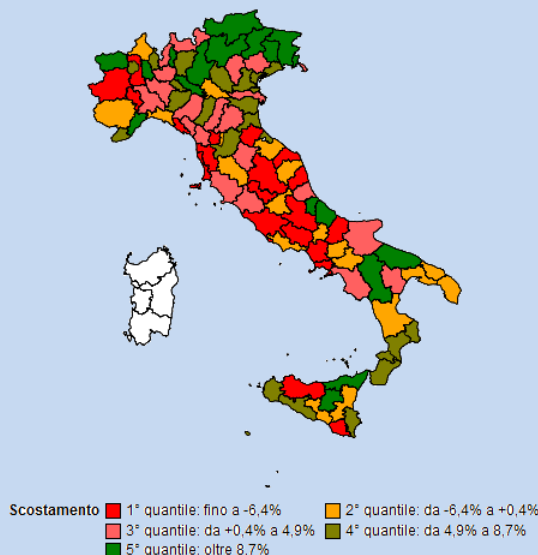 Scostamento 1° quantile: fino a -6,4% 2° quantile: da -6,4% a +0,4%
3° quantile: da +0,4% a 4,9% 4° quantile: da 4,9% a 8,7%
5° quantile: oltre 8,7%